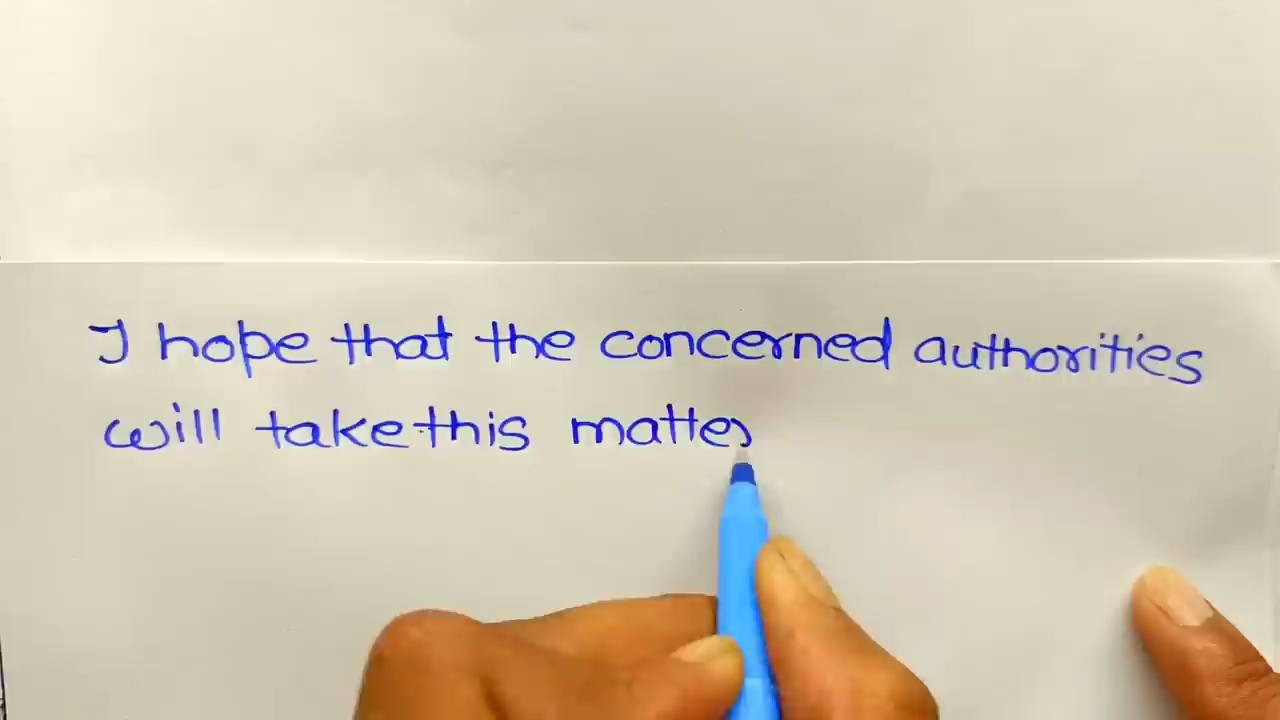 I hope that the concerned authorities
will take this matter